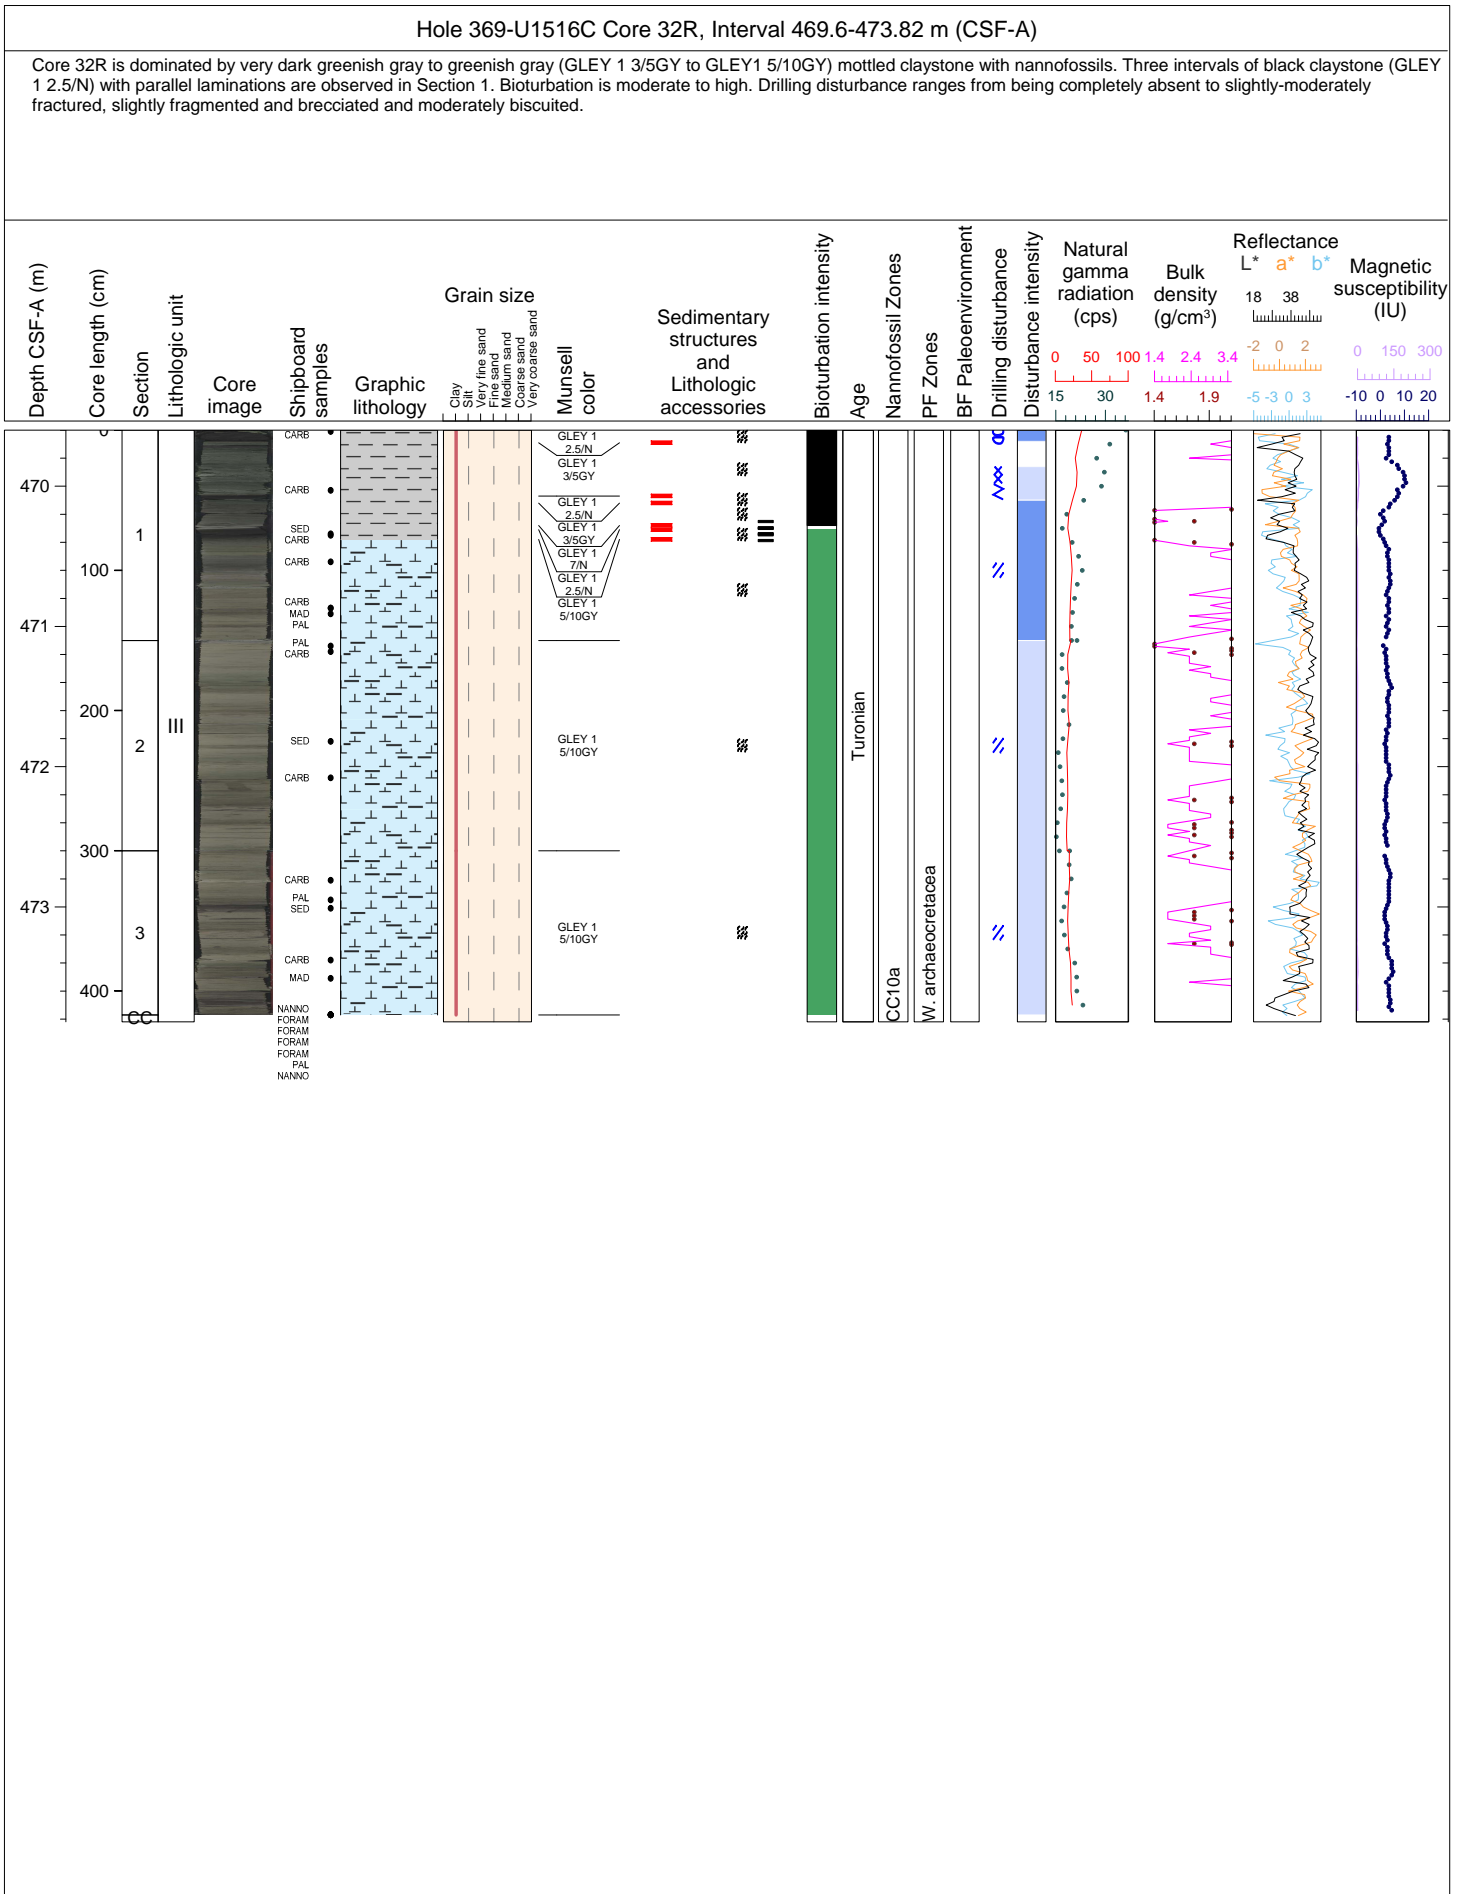 Hole 369-U1516C Core 32R, Interval 469.6-473.82 m (CSF-A)
Core 32R is dominated by very dark greenish gray to greenish gray (GLEY 1 3/5GY to GLEY1 5/10GY) mottled claystone with nannofossils. Three intervals of black claystone (GLEY
1 2.5/N) with parallel laminations are observed in Section 1. Bioturbation is moderate to high. Drilling disturbance ranges from being completely absent to slightly-moderately
fractured, slightly fragmented and brecciated and moderately biscuited.
Depth CSF-A (m)
Core length (cm)
Section
Lithologic unit
Core
image
Shipboard
samples
Graphic
lithology
Grain size
Clay
Silt
Very fine sand
Fine sand
Medium sand
Coarse sand
Very coarse sand
Munsell
color
Sedimentary
structures
and
Lithologic
accessories
Bioturbation intensity
Age
Nannofossil Zones
PF Zones
BF Paleoenvironment
Drilling disturbance
Disturbance intensity
Natural
gamma
radiation
(cps)
0 50 100
15 30
Bulk
density
(g/cm³)
1.4 2.4 3.4
1.4 1.9
Reflectance
L* a* b*
18 38
-2 0 2
-5 -3 0 3
Magnetic
susceptibility
(IU)
0 150 300
-10 0 10 20
470
471
472
473
0
100
200
300
400
1
2
3
CC
III
CARB
CARB
SED
CARB
CARB
CARB
MAD
PAL
PAL
CARB
SED
CARB
CARB
PAL
SED
CARB
MAD
NANNO
FORAM
FORAM
FORAM
FORAM
PAL
NANNO
GLEY 1
2.5/N
GLEY 1
3/5GY
GLEY 1
2.5/N
GLEY 1
3/5GY
GLEY 1
7/N
GLEY 1
2.5/N
GLEY 1
5/10GY
GLEY 1
5/10GY
GLEY 1
5/10GY
Turonian
CC10a
W. archaeocretacea